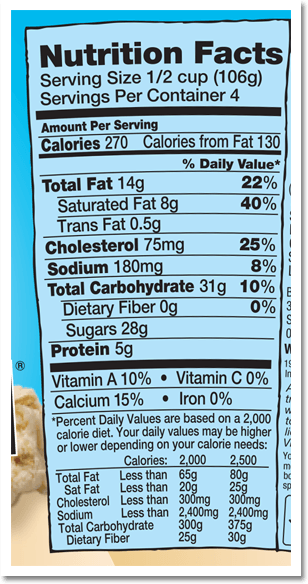 Nutrition Facts
Serving Size 1/2 cup (106g)
Servings Per Container 4
Amount Per Serving
Calories 270 Calories from Fat 130
% Daily Value*
Total Fat 14g 22%
Saturated Fat 8g 40%
Trans Fat 0.5g
Cholesterol 75mg 25%
Sodium 180mg 8%
Total Carbohydrate 31g 10%
Dietary Fiber 0g 0%
Sugars 28g
Protein 5g
Vitamin A 10% • Vitamin C 0%
Calcium 15% • Iron 0%
*Percent Daily Values are based on a 2,000
calorie diet. Your daily values may be higher
or lower depending on your calorie needs:
Calories: 2,000 2,500
Total Fat Less than 65g 80g
Sat Fat Less than 20g 25g
Cholesterol Less than 300mg 300mg
Sodium Less than 2,400mg 2,400mg
Total Carbohydrate 300g 375g
Dietary Fiber 25g 30g
®